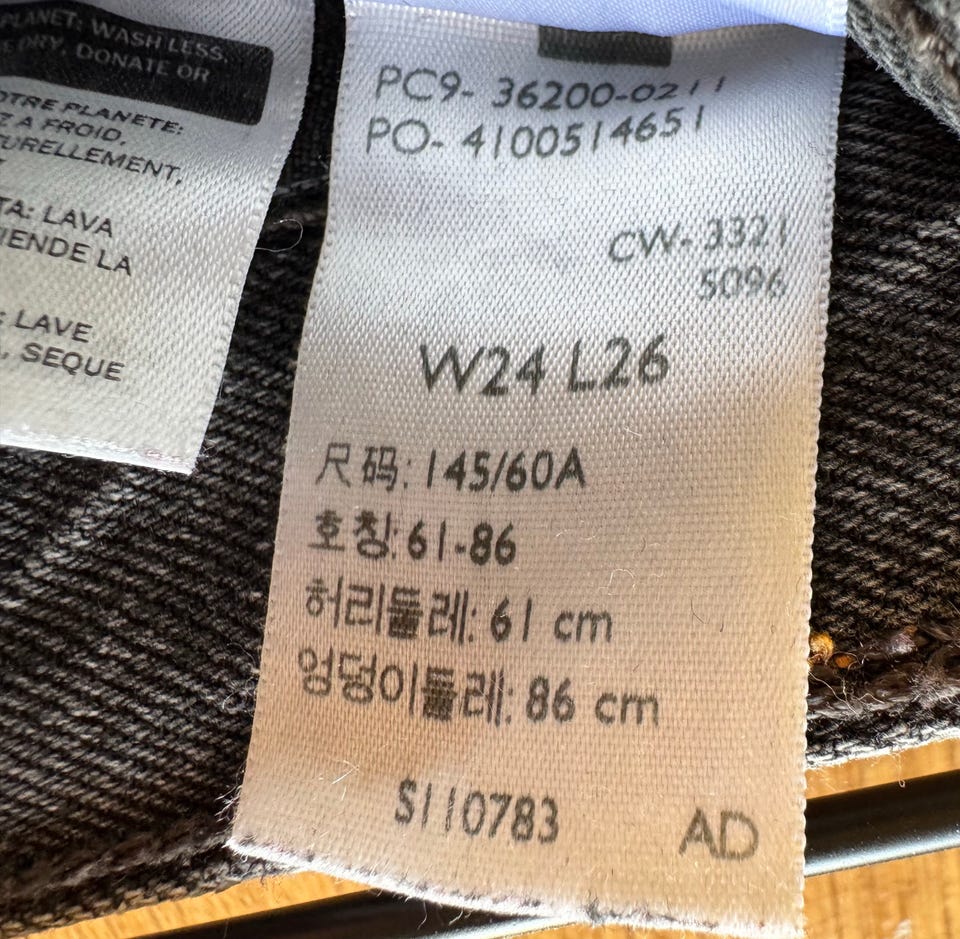 PLANET: WASH LESS,
DRY, DONATE OR
OTRE PLANETE:
Z A FROID,
URELLEMENT,
TA: LAVA
IENDE LA
: LAVE
, SEQUE
PC9- 36200-0211
PO- 4100514651
CW- 3321
5096
W24 L26
尺码: 145/60A
호칭: 61-86
허리둘레: 61 cm
엉덩이둘레: 86 cm
S110783 AD